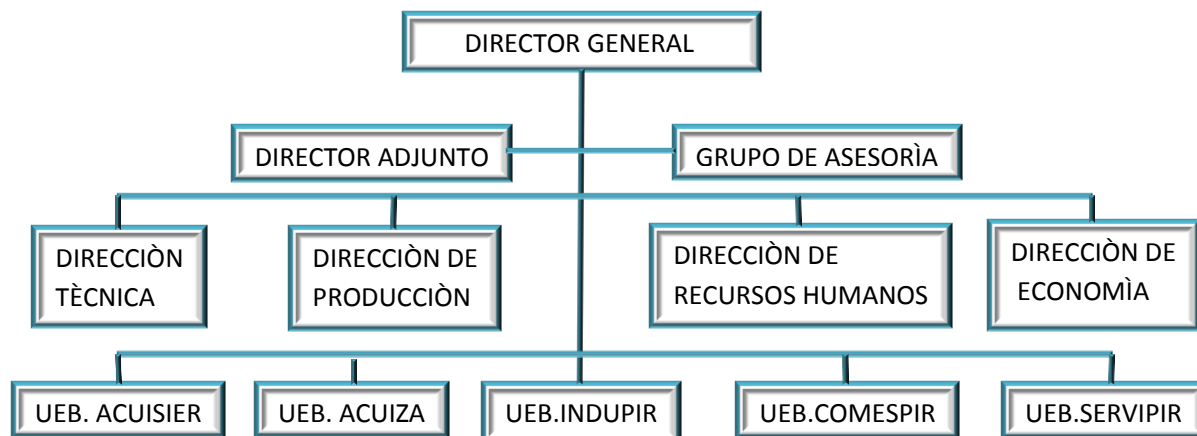 DIRECTOR GENERAL
DIRECTOR ADJUNTO
GRUPO DE ASESORÌA
DIRECCIÒN
TÈCNICA
DIRECCIÒN DE
PRODUCCIÒN
DIRECCIÒN DE
RECURSOS HUMANOS
DIRECCIÒN DE
ECONOMÌA
UEB. ACUISIER
UEB. ACUIZA
UEB.INDUPIR
UEB.COMESPIR
UEB.SERVIPIR